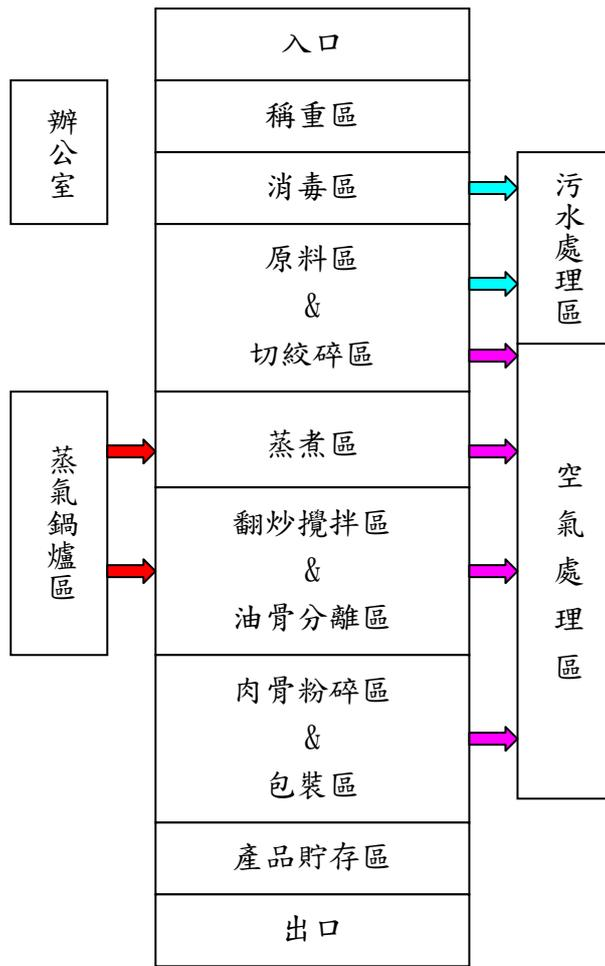 入口
稱重區
消毒區
原料區
&
切絞碎區
蒸煮區
翻炒攪拌區
&
油骨分離區
肉骨粉碎區
&
包裝區
產品貯存區
出口
辦公室
蒸氣鍋爐區
污水處理區
空氣處理區